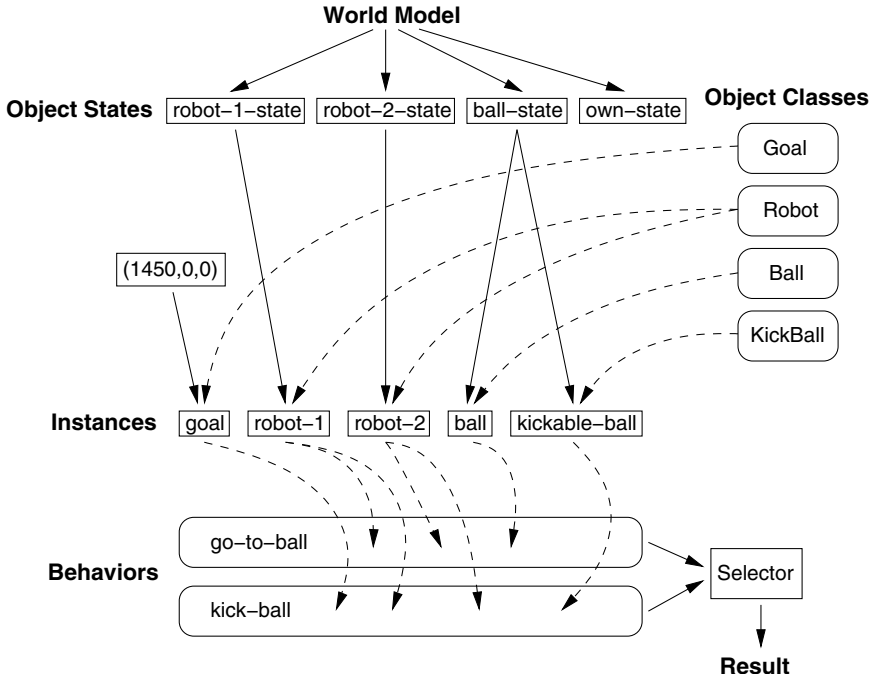 World Model
Object States
robot−1−state
robot−2−state
ball−state
own−state
Object Classes
Goal
Robot
(1450,0,0)
Ball
KickBall
Instances
goal
robot−1
robot−2
ball
kickable−ball
go−to−ball
Behaviors
Selector
kick−ball
Result